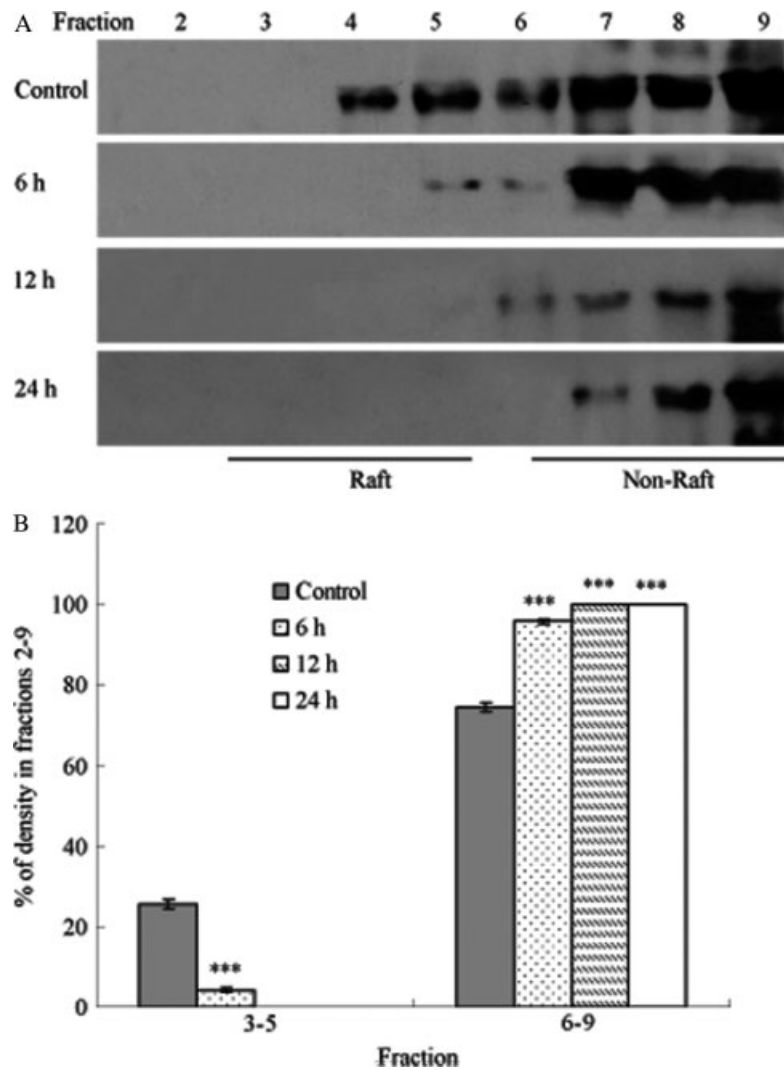 A Fraction 2 3 4 5 6 7 8 9
Control
6 h
12 h
24 h
Raft Non-Raft
B
120
100
80
60
40
20
0
% of density in fractions 2-9
Control
6 h
12 h
24 h
***
*** *** ***
3-5 6-9
Fraction